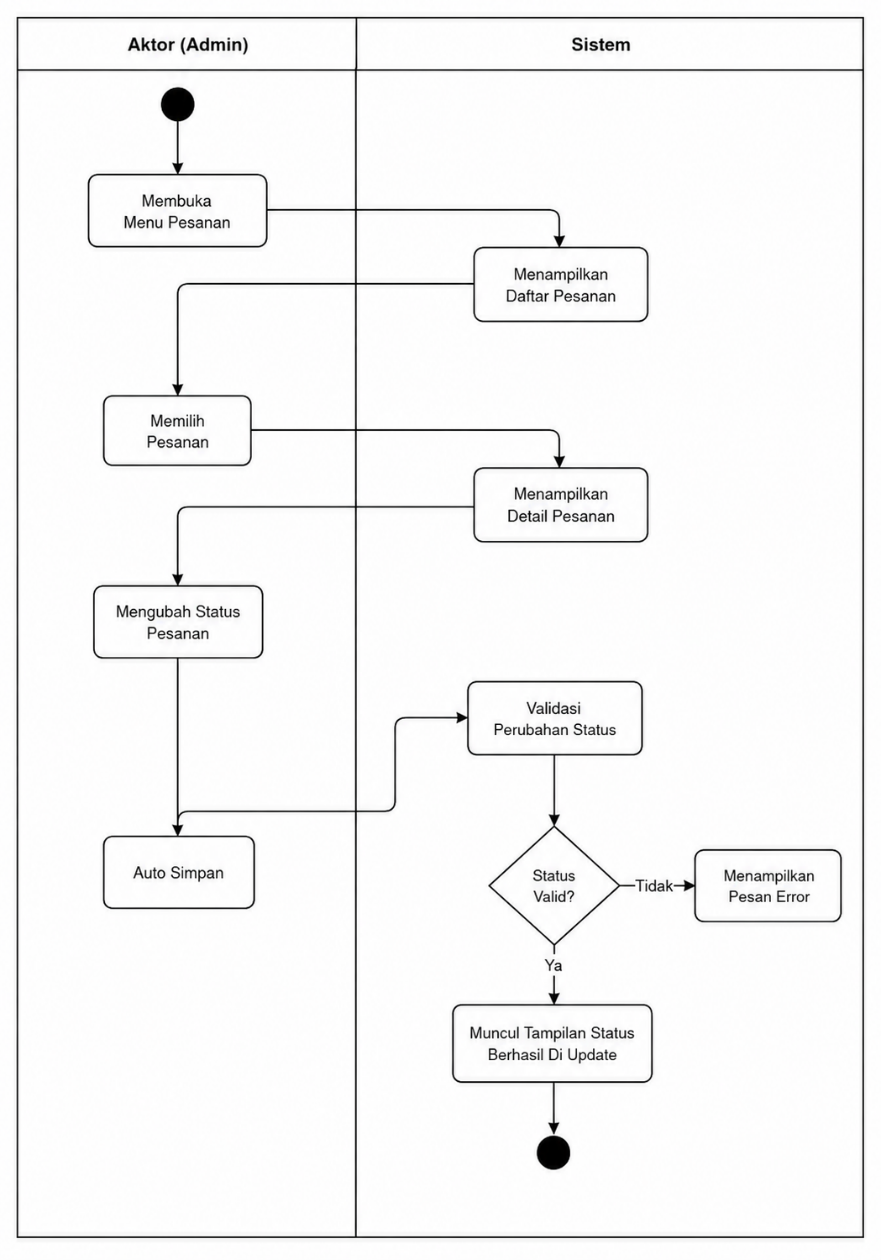 Aktor (Admin)
Sistem
Membuka
Menu Pesanan
Menampilkan
Daftar Pesanan
Memilih
Pesanan
Menampilkan
Detail Pesanan
Mengubah Status
Pesanan
Validasi
Perubahan Status
Auto Simpan
Status
Valid?
Tidak
Menampilkan
Pesan Error
Ya
Muncul Tampilan Status
Berhasil Di Update